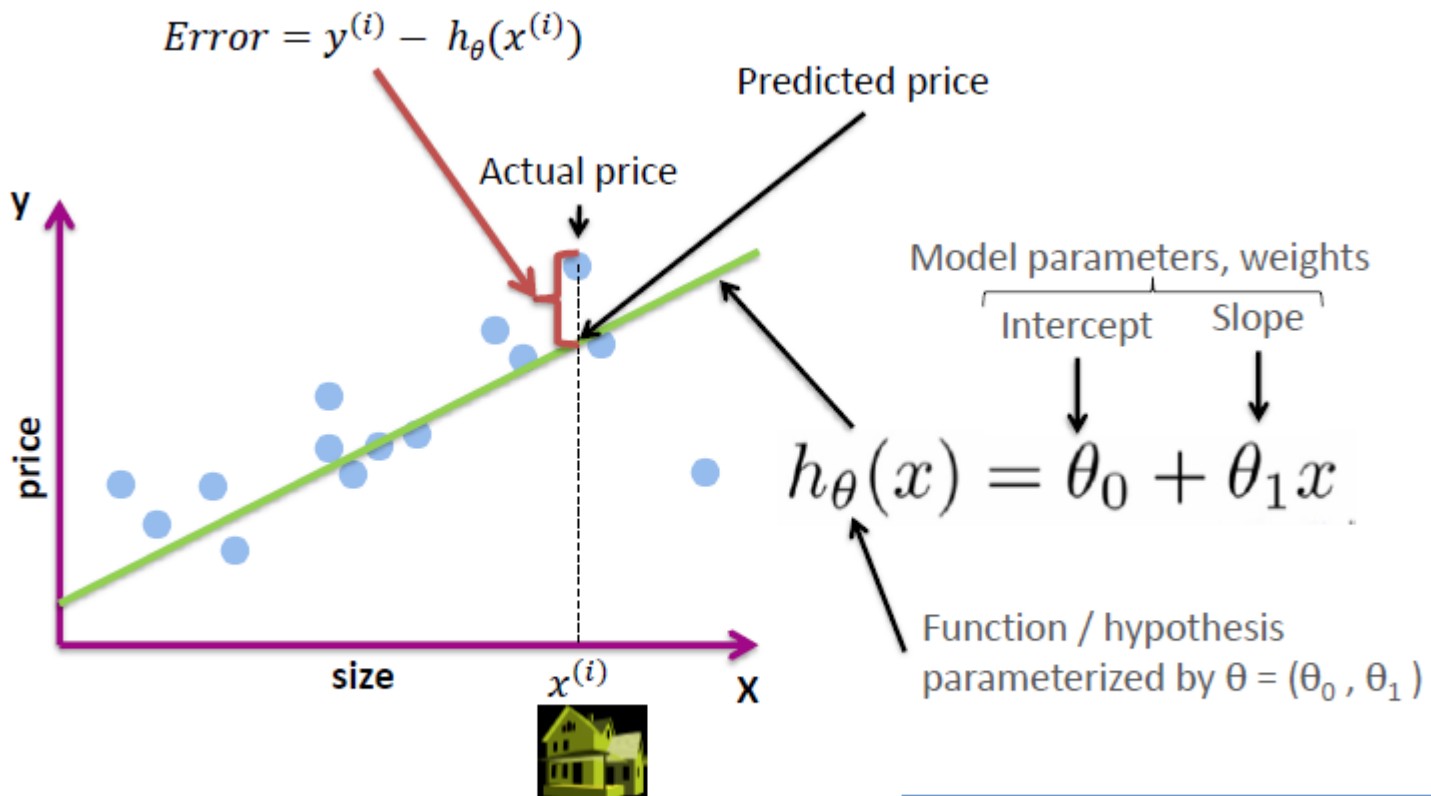 Error = y^(i) − h_θ(x^(i))
Predicted price
Actual price
y
price
size
x^(i)
X
Model parameters, weights
Intercept
Slope
h_θ(x) = θ_0 + θ_1x
Function / hypothesis
parameterized by θ = (θ_0 , θ_1 )